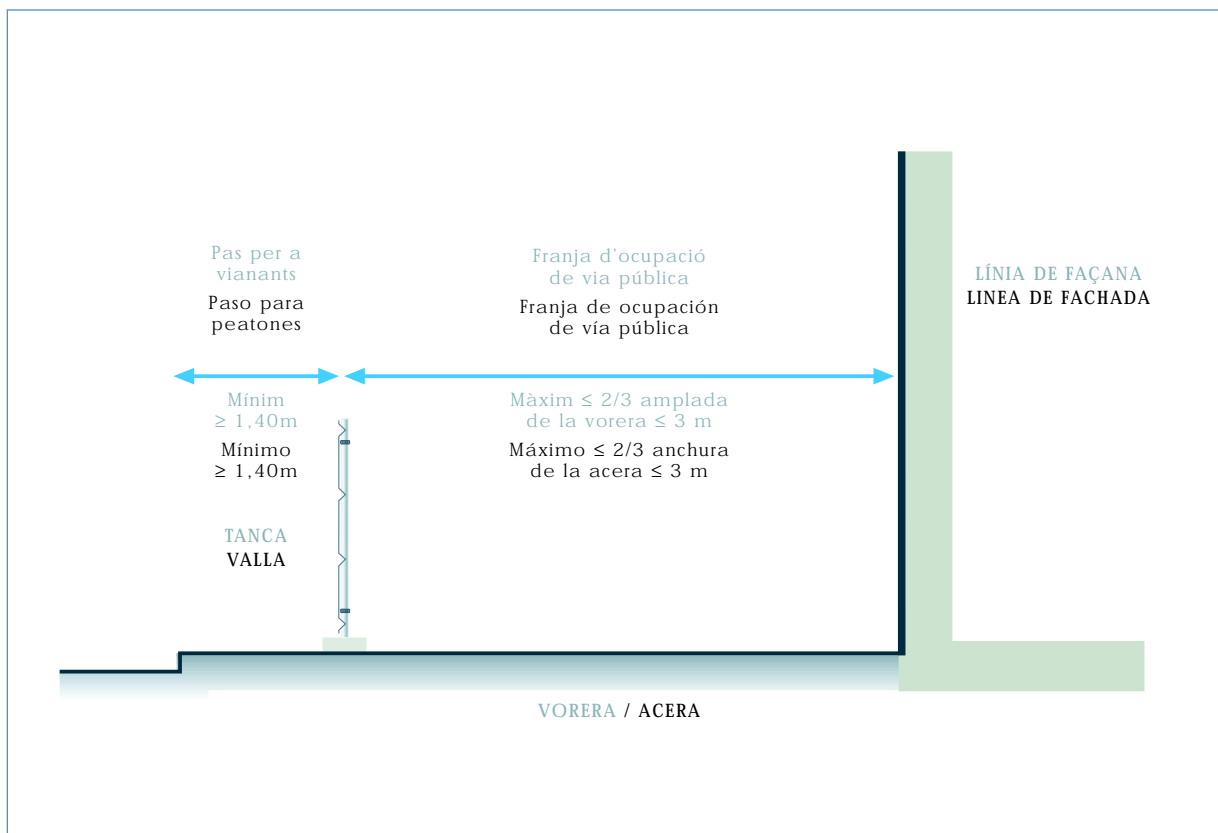 Pas per a
vianants
Paso para
peatones
Franja d'ocupació
de via pública
Franja de ocupación
de vía pública
LÍNIA DE FAÇANA
LINEA DE FACHADA
Mínim
≥ 1,40m
Mínimo
≥ 1,40m
Màxim ≤ 2/3 amplada
de la vorera ≤ 3 m
Máximo ≤ 2/3 anchura
de la acera ≤ 3 m
TANCA
VALLA
VORERA / ACERA